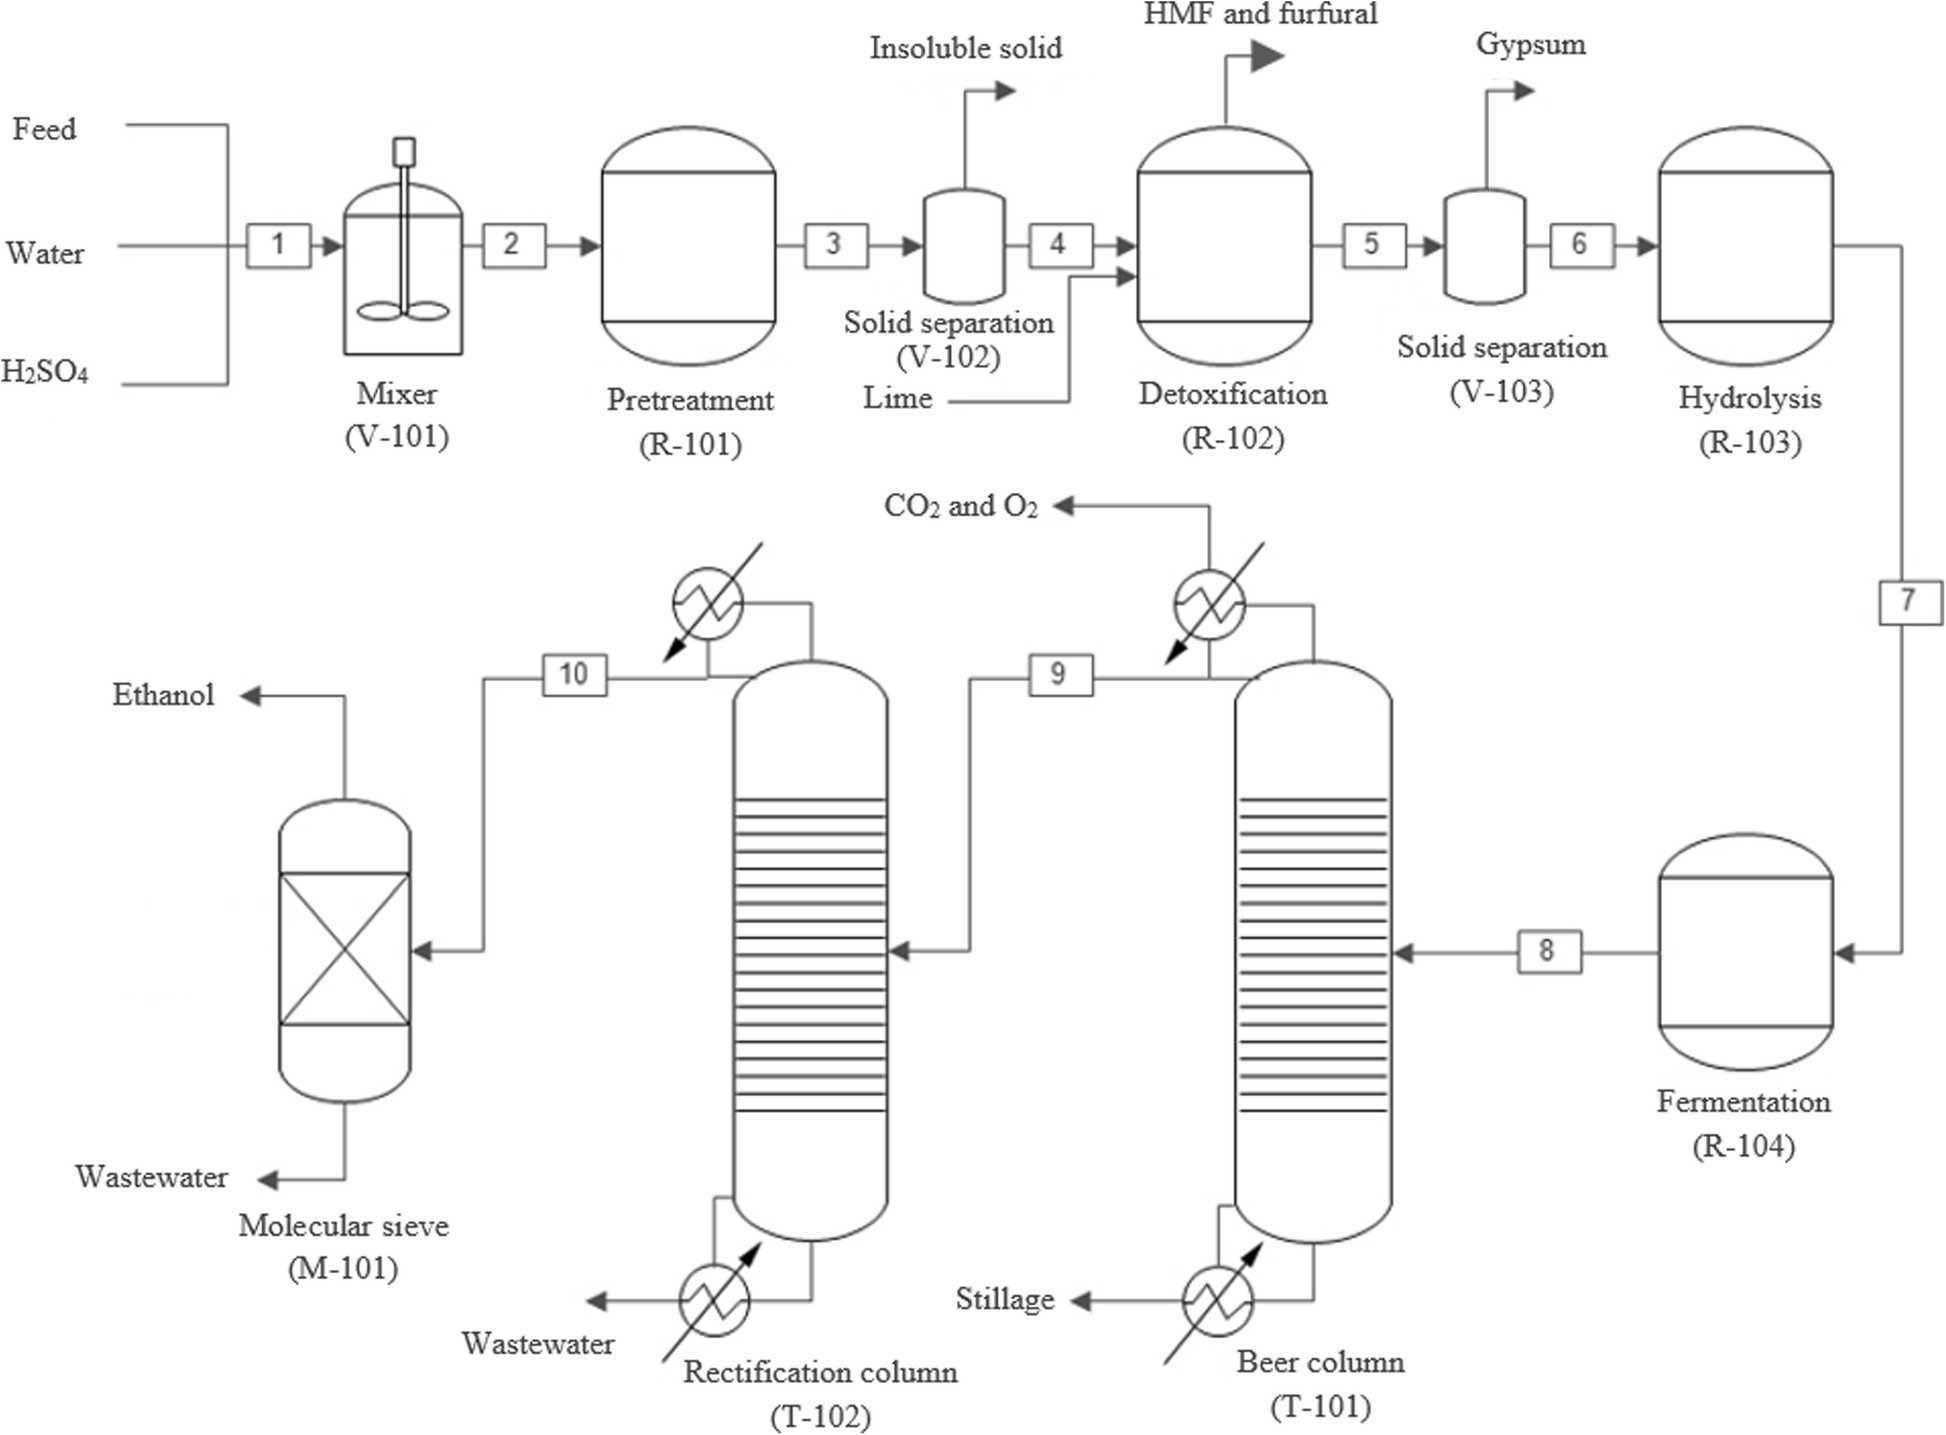 HMF and furfural
Insoluble solid
Gypsum
Feed
Water
H₂SO₄
1
2
3
4
5
6
Mixer
(V-101)
Pretreatment
(R-101)
Solid separation
(V-102)
Lime
Detoxification
(R-102)
Solid separation
(V-103)
Hydrolysis
(R-103)
CO₂ and O₂
7
10
9
Ethanol
8
Fermentation
(R-104)
Wastewater
Molecular sieve
(M-101)
Wastewater
Rectification column
(T-102)
Stillage
Beer column
(T-101)